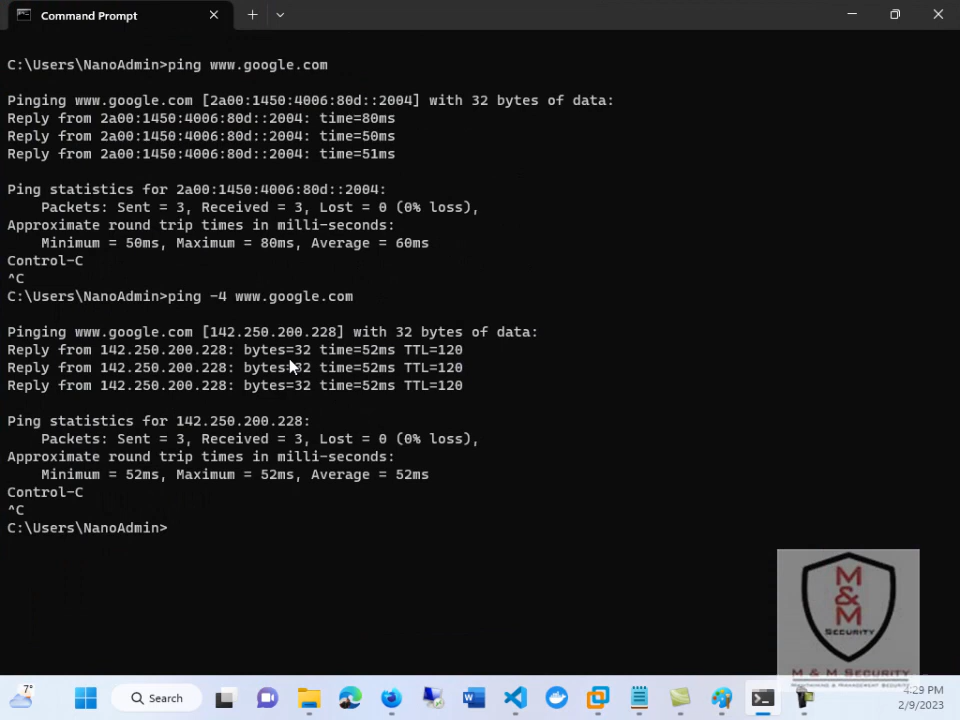 Command Prompt
C:\Users\NanoAdmin>ping www.google.com
Pinging www.google.com [2a00:1450:4006:80d::2004] with 32 bytes of data:
Reply from 2a00:1450:4006:80d::2004: time=80ms
Reply from 2a00:1450:4006:80d::2004: time=50ms
Reply from 2a00:1450:4006:80d::2004: time=51ms
Ping statistics for 2a00:1450:4006:80d::2004:
    Packets: Sent = 3, Received = 3, Lost = 0 (0% loss),
Approximate round trip times in milli-seconds:
    Minimum = 50ms, Maximum = 80ms, Average = 60ms
Control-C
^C
C:\Users\NanoAdmin>ping -4 www.google.com
Pinging www.google.com [142.250.200.228] with 32 bytes of data:
Reply from 142.250.200.228: bytes=32 time=52ms TTL=120
Reply from 142.250.200.228: bytes=32 time=52ms TTL=120
Reply from 142.250.200.228: bytes=32 time=52ms TTL=120
Ping statistics for 142.250.200.228:
    Packets: Sent = 3, Received = 3, Lost = 0 (0% loss),
Approximate round trip times in milli-seconds:
    Minimum = 52ms, Maximum = 52ms, Average = 52ms
Control-C
^C
C:\Users\NanoAdmin>
M
&
M
SECURITY
M & M SECURITY
7°
Search
4:29 PM
2/9/2023